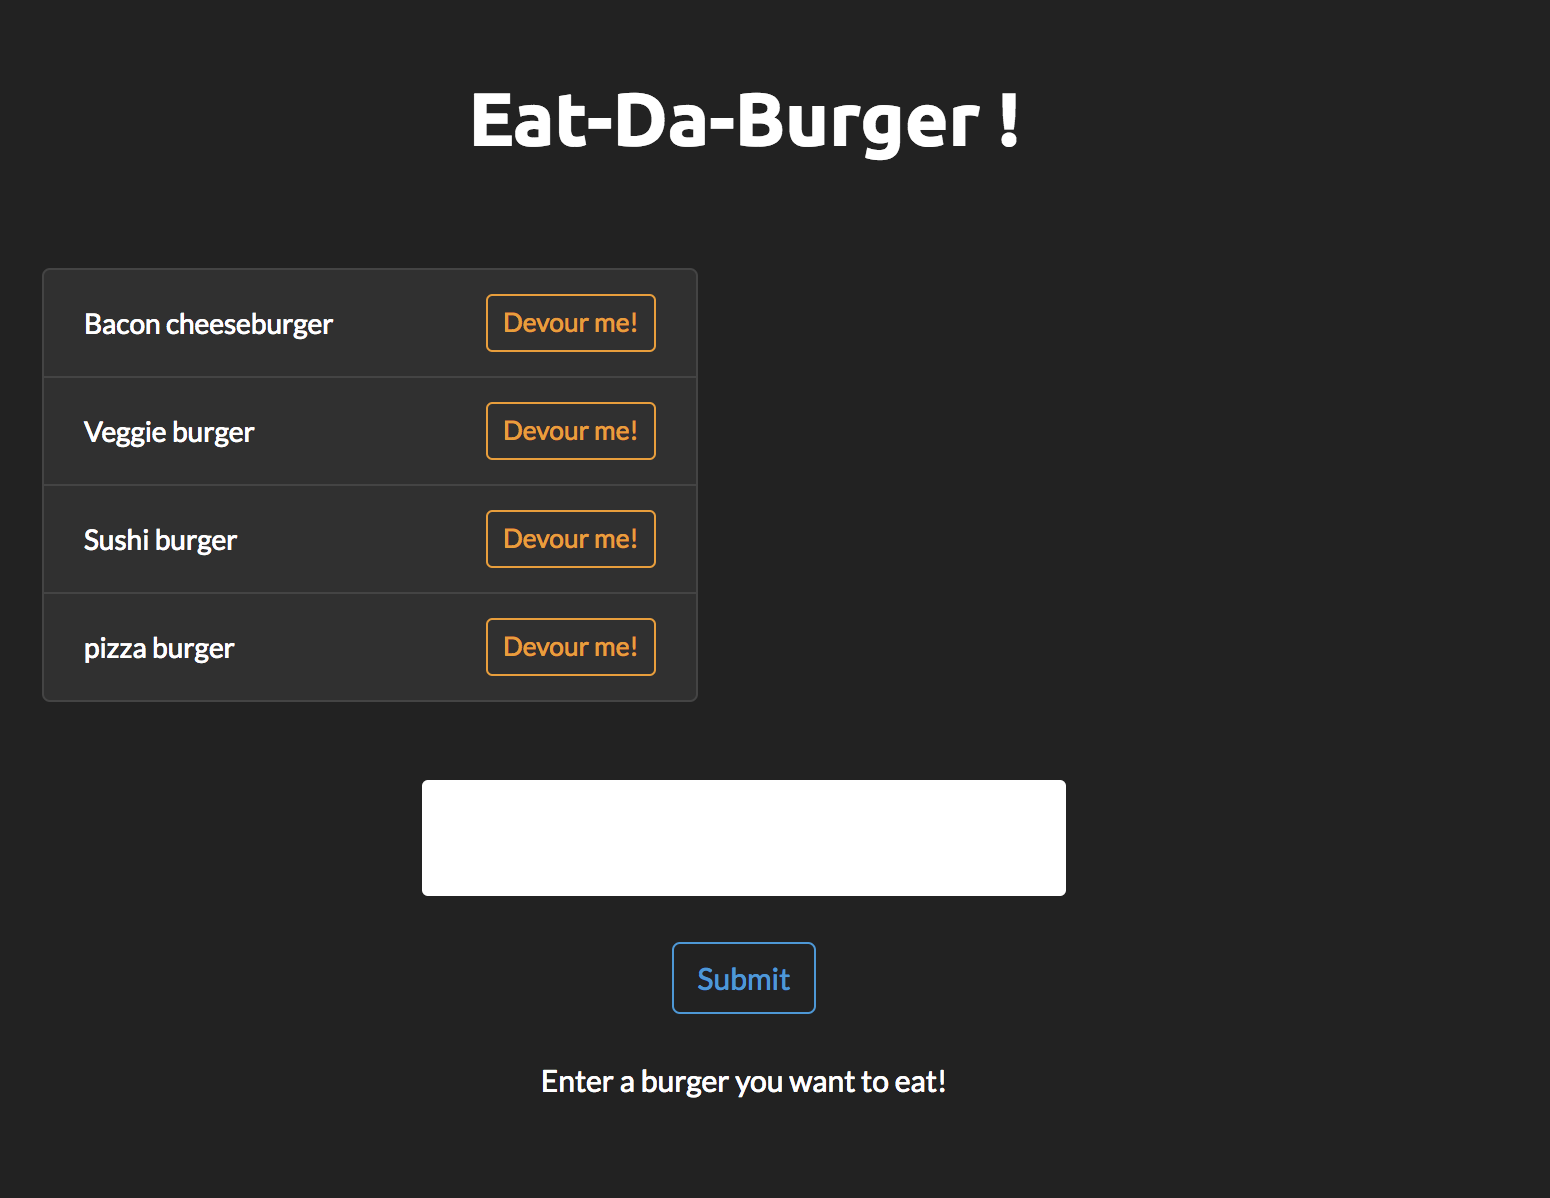 Eat-Da-Burger !
Bacon cheeseburger Devour me!
Veggie burger Devour me!
Sushi burger Devour me!
pizza burger Devour me!
Submit
Enter a burger you want to eat!